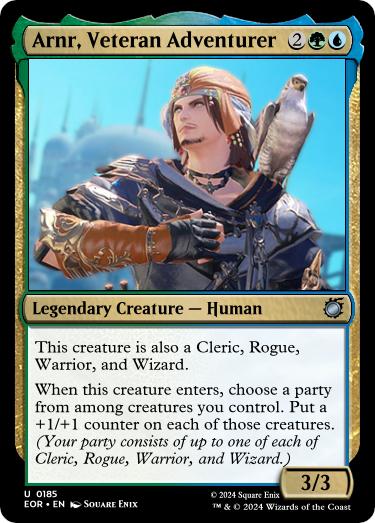 Arnr, Veteran Adventurer 2
Legendary Creature — Human
This creature is also a Cleric, Rogue,
Warrior, and Wizard.
When this creature enters, choose a party
from among creatures you control. Put a
+1/+1 counter on each of those creatures.
(Your party consists of up to one of each of
Cleric, Rogue, Warrior, and Wizard.)
3/3
U 0185
EOR • EN SQUARE ENIX
© 2024 Square Enix
™ & © 2024 Wizards of the Coast